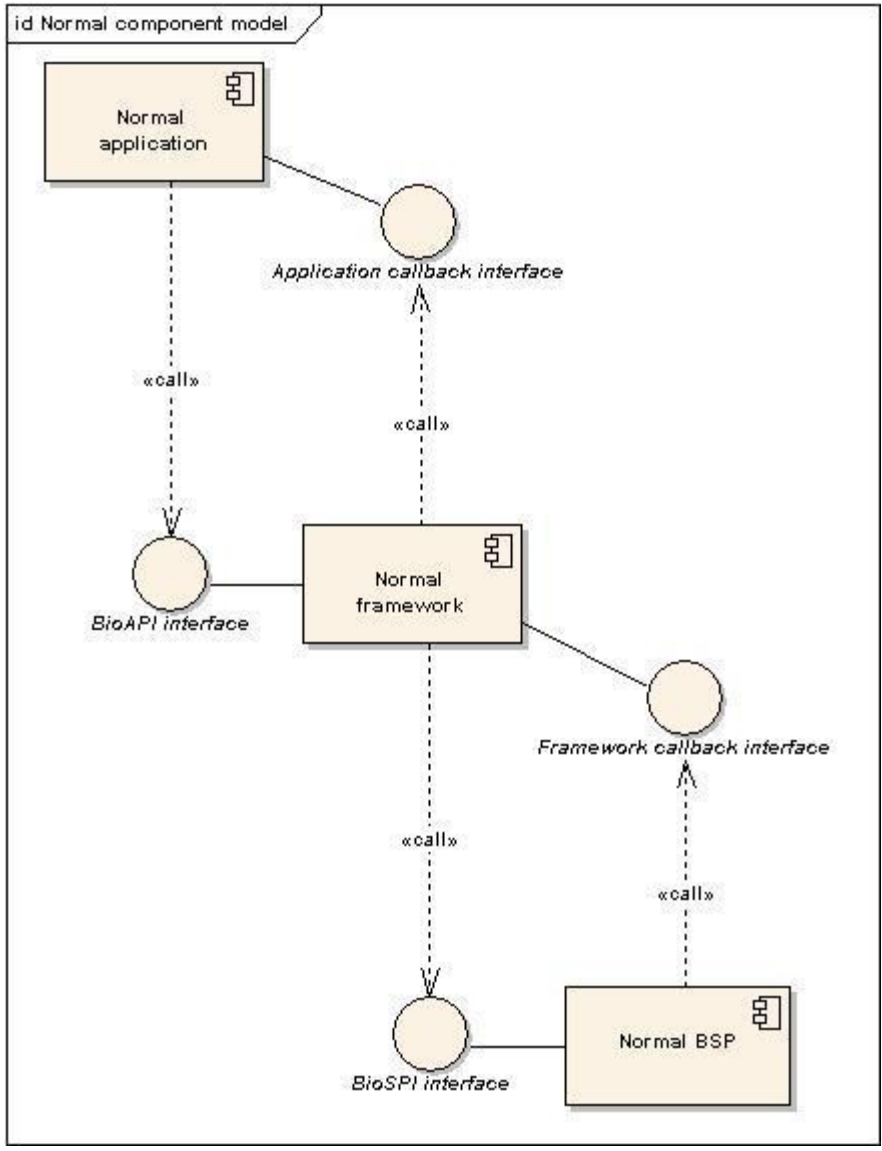 id Normal component model
Normal
application
Application callback interface
«call»
«call»
Normal
framework
BioAPI interface
Framework callback interface
«call»
«call»
Normal BSP
BioSPI interface